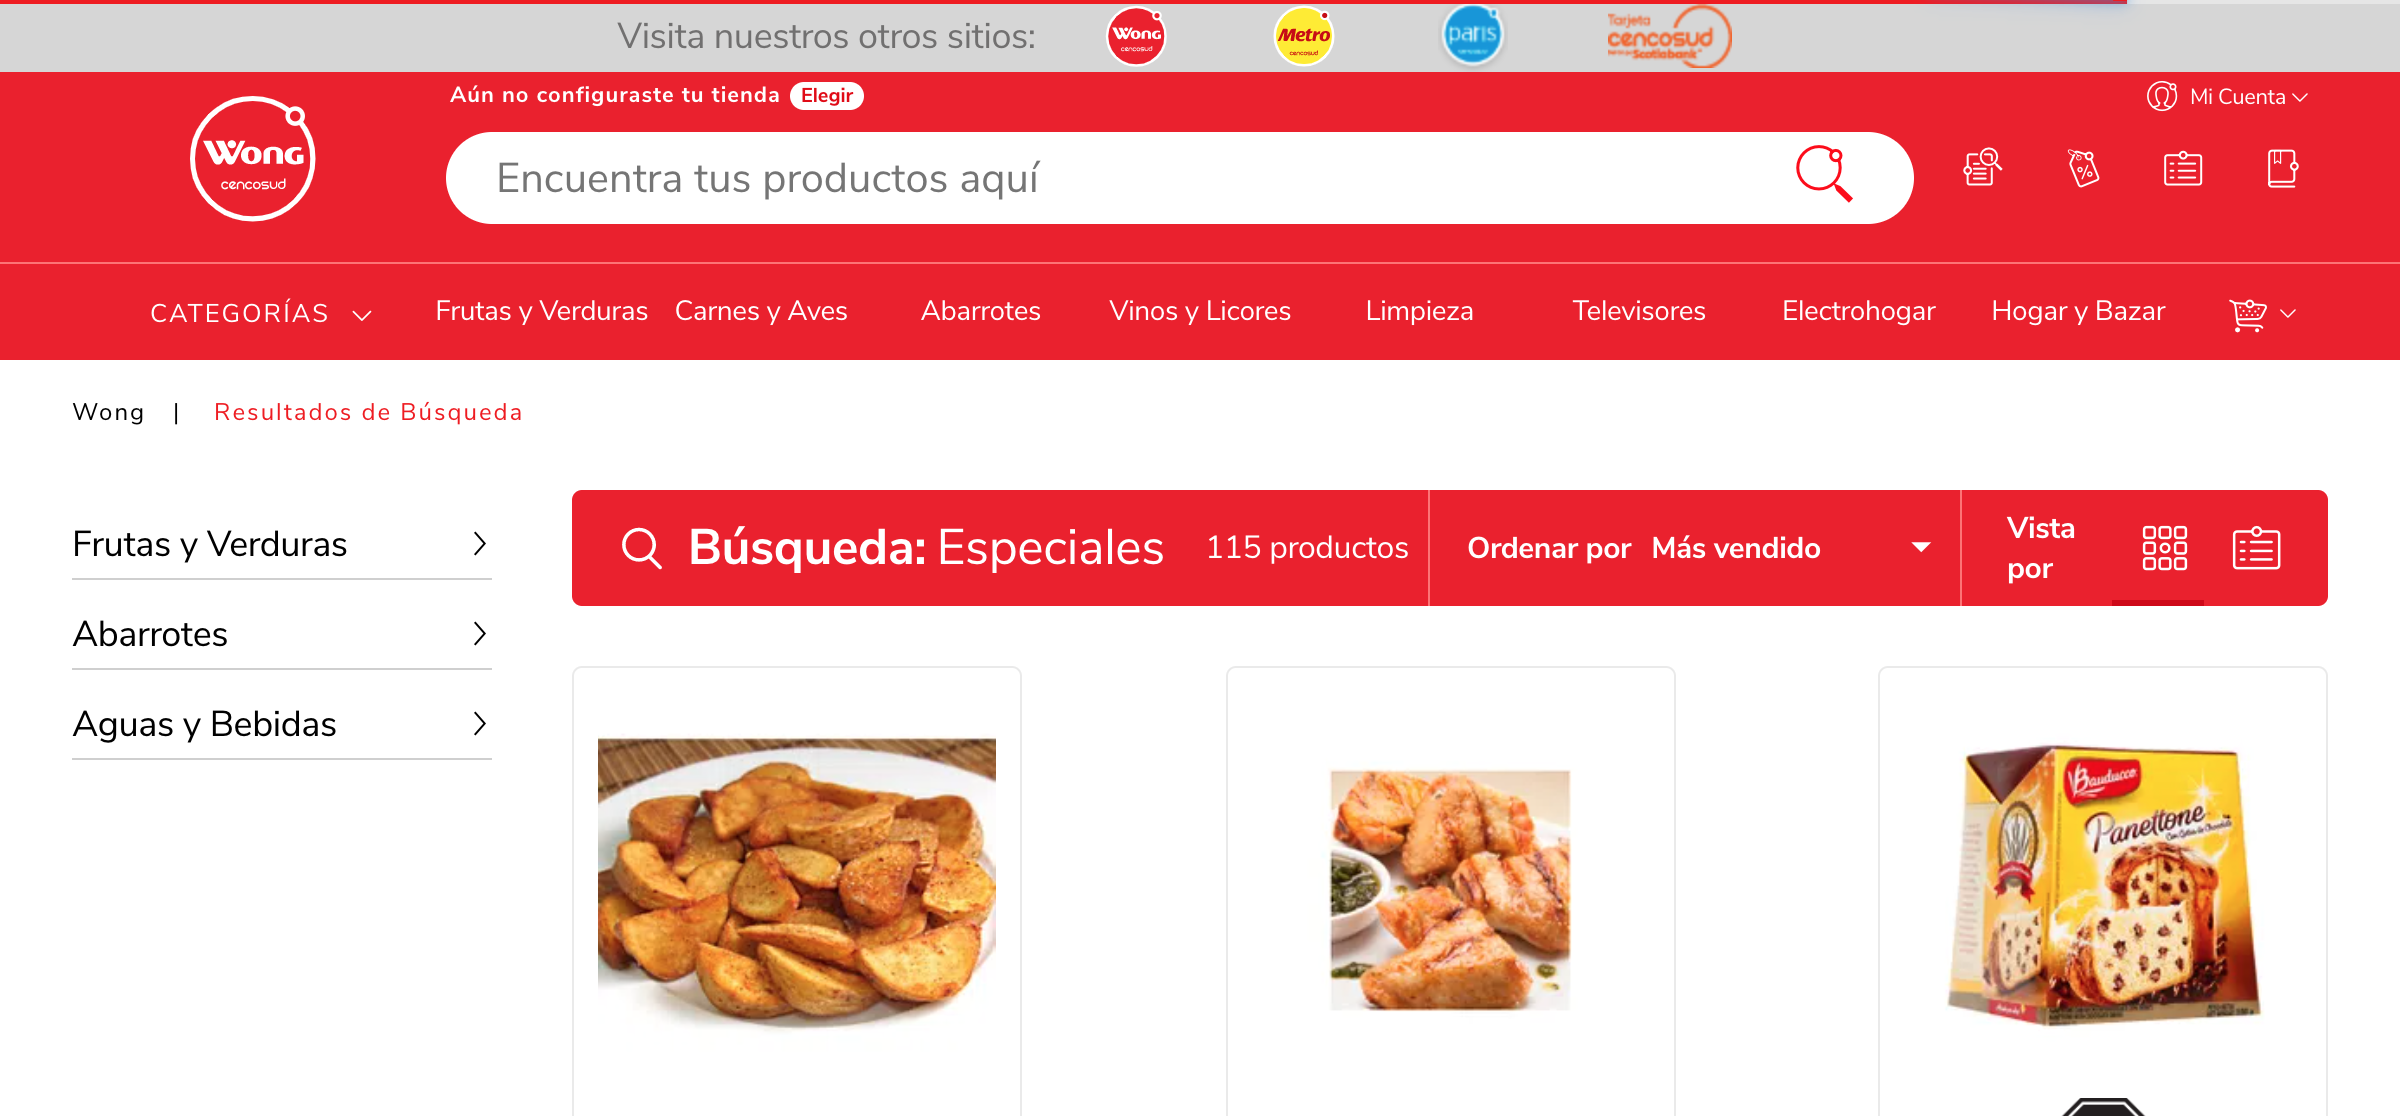 Visita nuestros otros sitios:
Wong
cencosud
Metro
cencosud
paris
Tarjeta
cencosud
Scotiabank
Aún no configuraste tu tienda Elegir
Mi Cuenta
Wong
cencosud
Encuentra tus productos aquí
CATEGORÍAS
Frutas y Verduras
Carnes y Aves
Abarrotes
Vinos y Licores
Limpieza
Televisores
Electrohogar
Hogar y Bazar
Wong | Resultados de Búsqueda
Frutas y Verduras
Abarrotes
Aguas y Bebidas
Búsqueda: Especiales
115 productos
Ordenar por Más vendido
Vista
por
Bauducco
Panettone